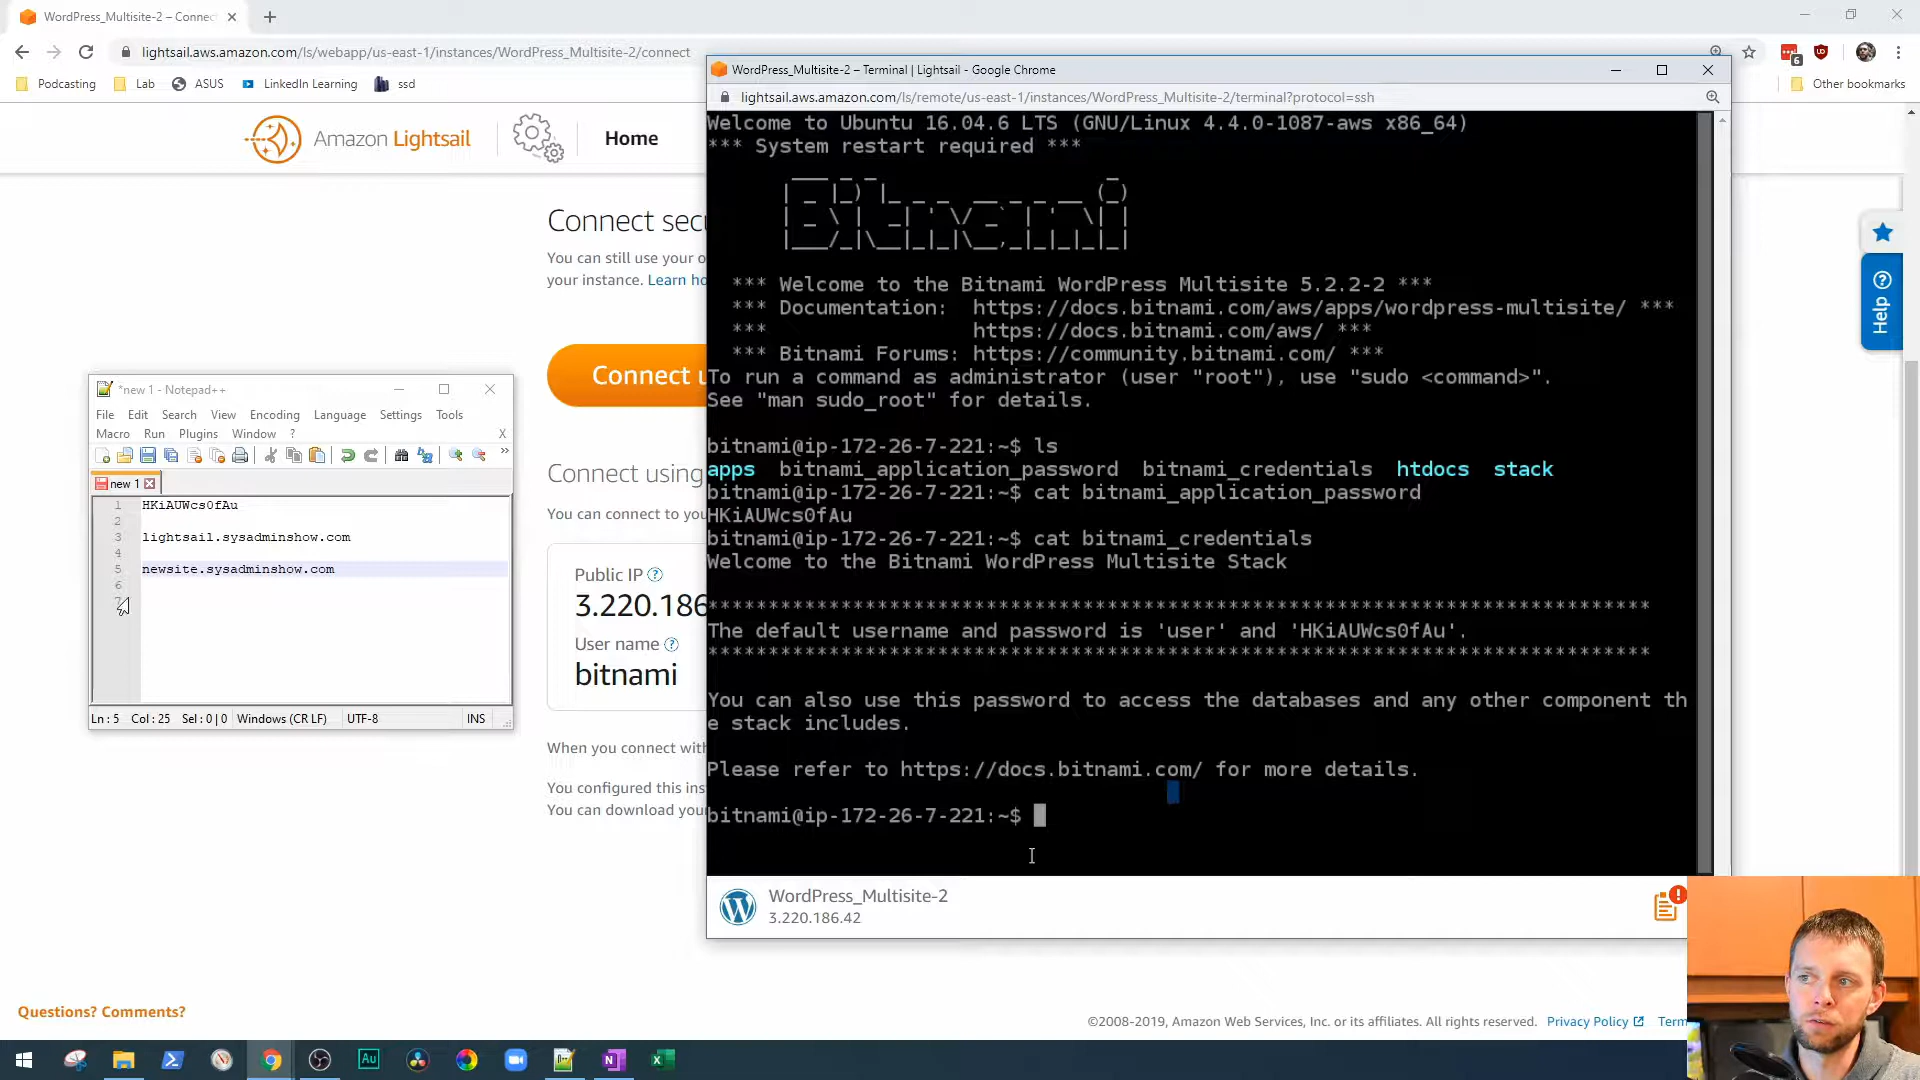 WordPress_Multisite-2 – Connect
lightsail.aws.amazon.com/ls/webapp/us-east-1/instances/WordPress_Multisite-2/connect
Podcasting
Lab
ASUS
LinkedIn Learning
ssd
Other bookmarks
6
Amazon Lightsail
Home
Connect sec
You can still use your o
your instance. Learn ho
Connect u
Connect using
You can connect to you
Public IP
3.220.186
User name
bitnami
When you connect with
You configured this ins
You can download your
Help
Questions? Comments?
©2008-2019, Amazon Web Services, Inc. or its affiliates. All rights reserved.
Privacy Policy
Term
*new 1 - Notepad++
File Edit Search View Encoding Language Settings Tools
Macro Run Plugins Window ? X
new 1
1 HKiAUWcs0fAu
2
3 lightsail.sysadminshow.com
4
5 newsite.sysadminshow.com
6
7
Ln : 5 Col : 25 Sel : 0 | 0 Windows (CR LF) UTF-8 INS
WordPress_Multisite-2 – Terminal | Lightsail - Google Chrome
lightsail.aws.amazon.com/ls/remote/us-east-1/instances/WordPress_Multisite-2/terminal?protocol=ssh
Welcome to Ubuntu 16.04.6 LTS (GNU/Linux 4.4.0-1087-aws x86_64)
*** System restart required ***
Bitnami
*** Welcome to the Bitnami WordPress Multisite 5.2.2-2 ***
*** Documentation: https://docs.bitnami.com/aws/apps/wordpress-multisite/ ***
*** https://docs.bitnami.com/aws/ ***
*** Bitnami Forums: https://community.bitnami.com/ ***
To run a command as administrator (user "root"), use "sudo <command>".
See "man sudo_root" for details.
bitnami@ip-172-26-7-221:~$ ls
apps bitnami_application_password bitnami_credentials htdocs stack
bitnami@ip-172-26-7-221:~$ cat bitnami_application_password
HKiAUWcs0fAu
bitnami@ip-172-26-7-221:~$ cat bitnami_credentials
Welcome to the Bitnami WordPress Multisite Stack
******************************************************************************
The default username and password is 'user' and 'HKiAUWcs0fAu'.
******************************************************************************
You can also use this password to access the databases and any other component th
e stack includes.
Please refer to https://docs.bitnami.com/ for more details.
bitnami@ip-172-26-7-221:~$
WordPress_Multisite-2
3.220.186.42
Au